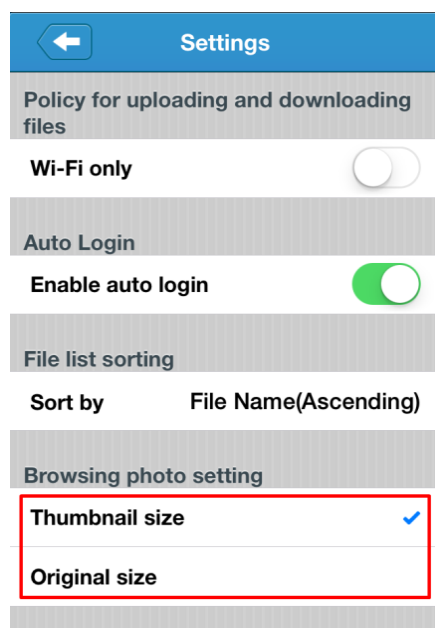 Settings
Policy for uploading and downloading
files
Wi-Fi only
Auto Login
Enable auto login
File list sorting
Sort by File Name(Ascending)
Browsing photo setting
Thumbnail size
Original size